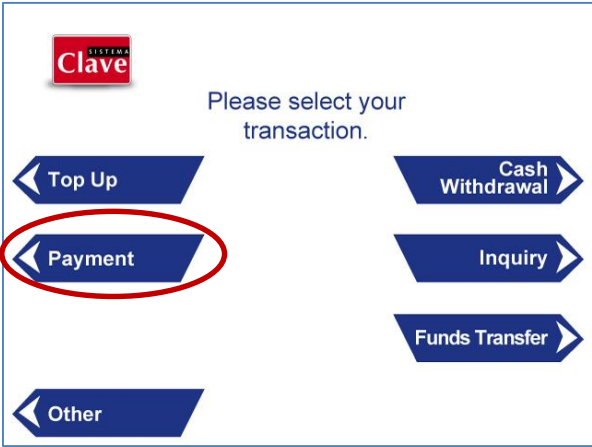 SISTEMA
Clave
Please select your
transaction.
Top Up
Cash
Withdrawal
Payment
Inquiry
Funds Transfer
Other